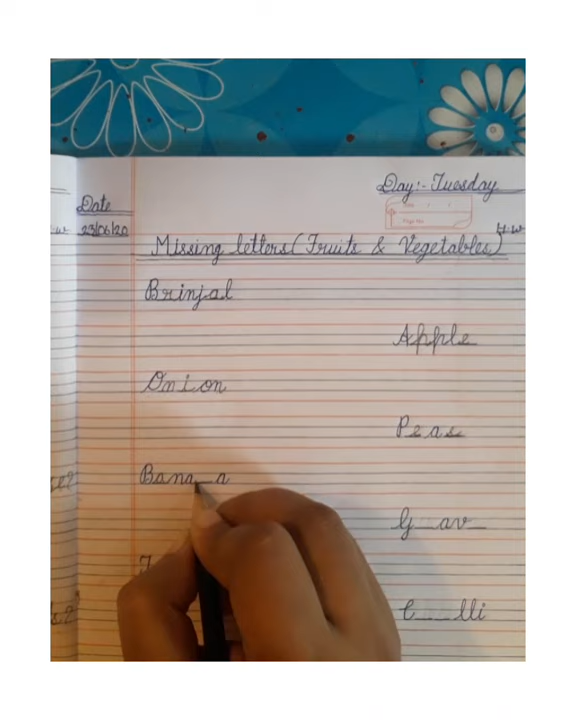 Day:- Tuesday
Date
23/06/20
H.W
Missing letters (Fruits & Vegetables)
Brinjal
Apple
Onion
Peas
Bana_a
G_av_
C__lli